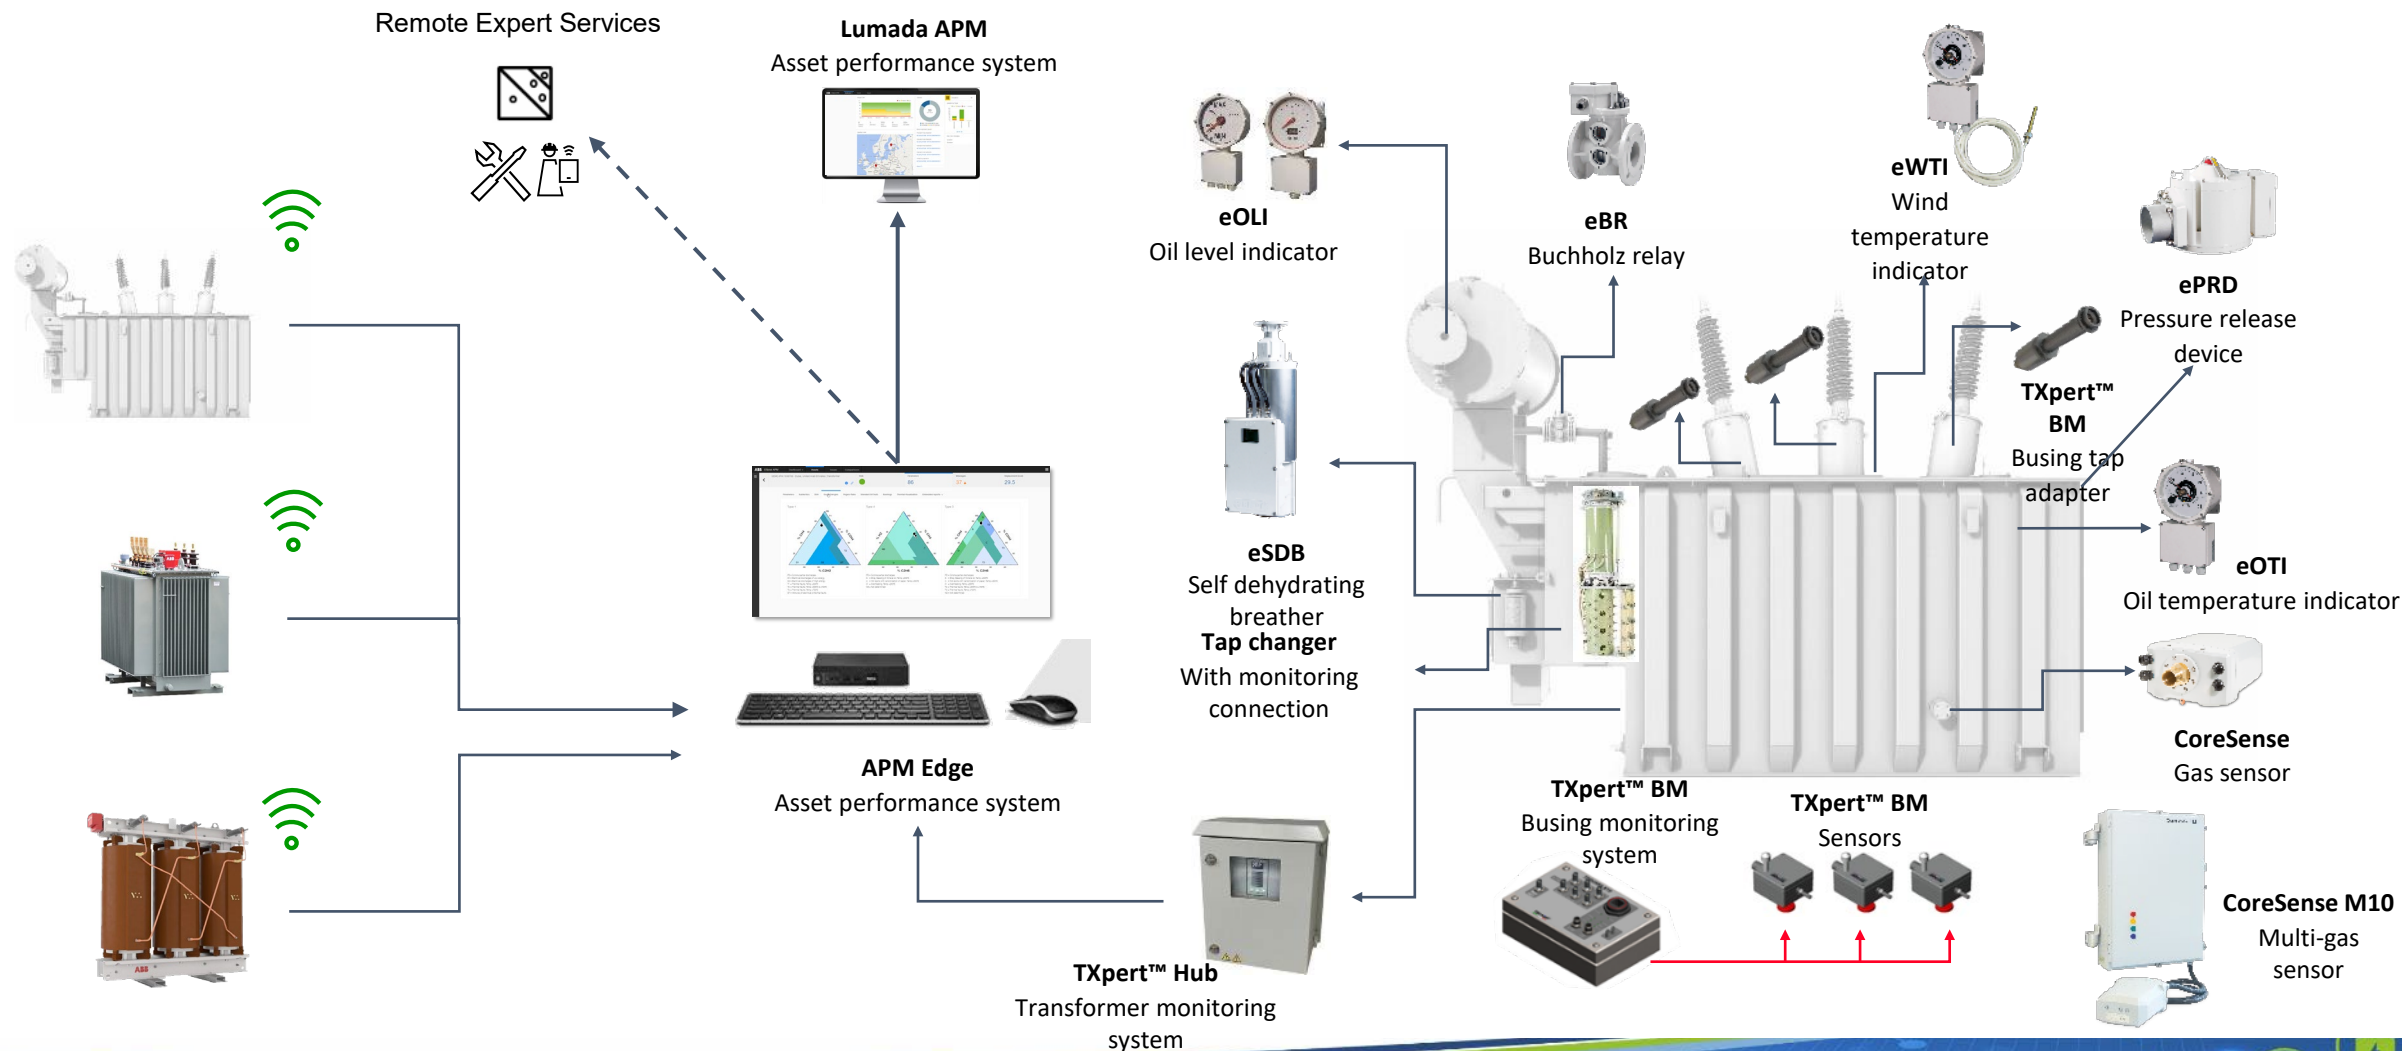 Remote Expert Services
Lumada APM
Asset performance system
eOLI
Oil level indicator
eBR
Buchholz relay
eWTI
Wind
temperature
indicator
ePRD
Pressure release
device
TXpert™
BM
Busing tap
adapter
eSDB
Self dehydrating
breather
Tap changer
With monitoring
connection
eOTI
Oil temperature indicator
CoreSense
Gas sensor
APM Edge
Asset performance system
TXpert™ BM
Busing monitoring
system
TXpert™ BM
Sensors
CoreSense M10
Multi-gas
sensor
TXpert™ Hub
Transformer monitoring
system
ABB